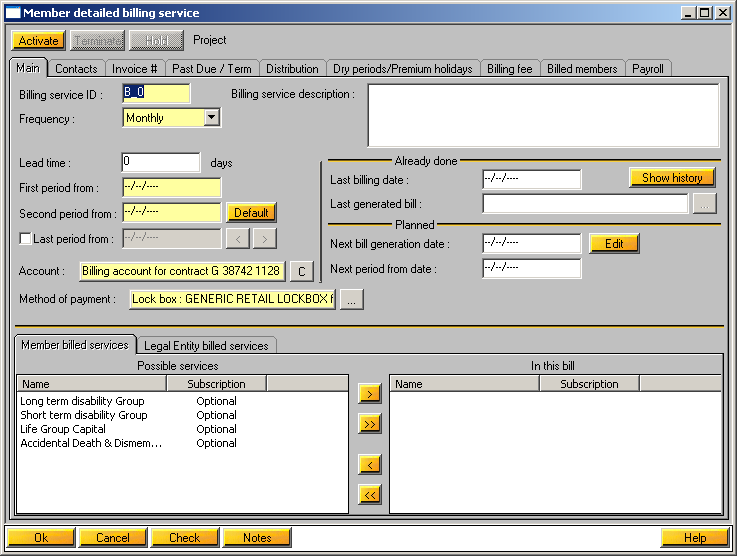 Member detailed billing service
Activate Terminate Hold Project
Main Contacts Invoice # Past Due / Term Distribution Dry periods/Premium holidays Billing fee Billed members Payroll
Billing service ID : B_0 Billing service description :
Frequency : Monthly
Lead time : 0 days
First period from : --/--/----
Second period from : --/--/---- Default
Last period from : --/--/---- < >
Account : Billing account for contract G 38742 1128 C
Method of payment : Lock box : GENERIC RETAIL LOCKBOX f ...
Already done
Last billing date : --/--/---- Show history
Last generated bill : ...
Planned
Next bill generation date : --/--/---- Edit
Next period from date : --/--/----
Member billed services Legal Entity billed services
Possible services
Name Subscription
Long term disability Group Optional
Short term disability Group Optional
Life Group Capital Optional
Accidental Death & Dismem... Optional
>
>>
<
<<
In this bill
Name Subscription
Ok Cancel Check Notes Help